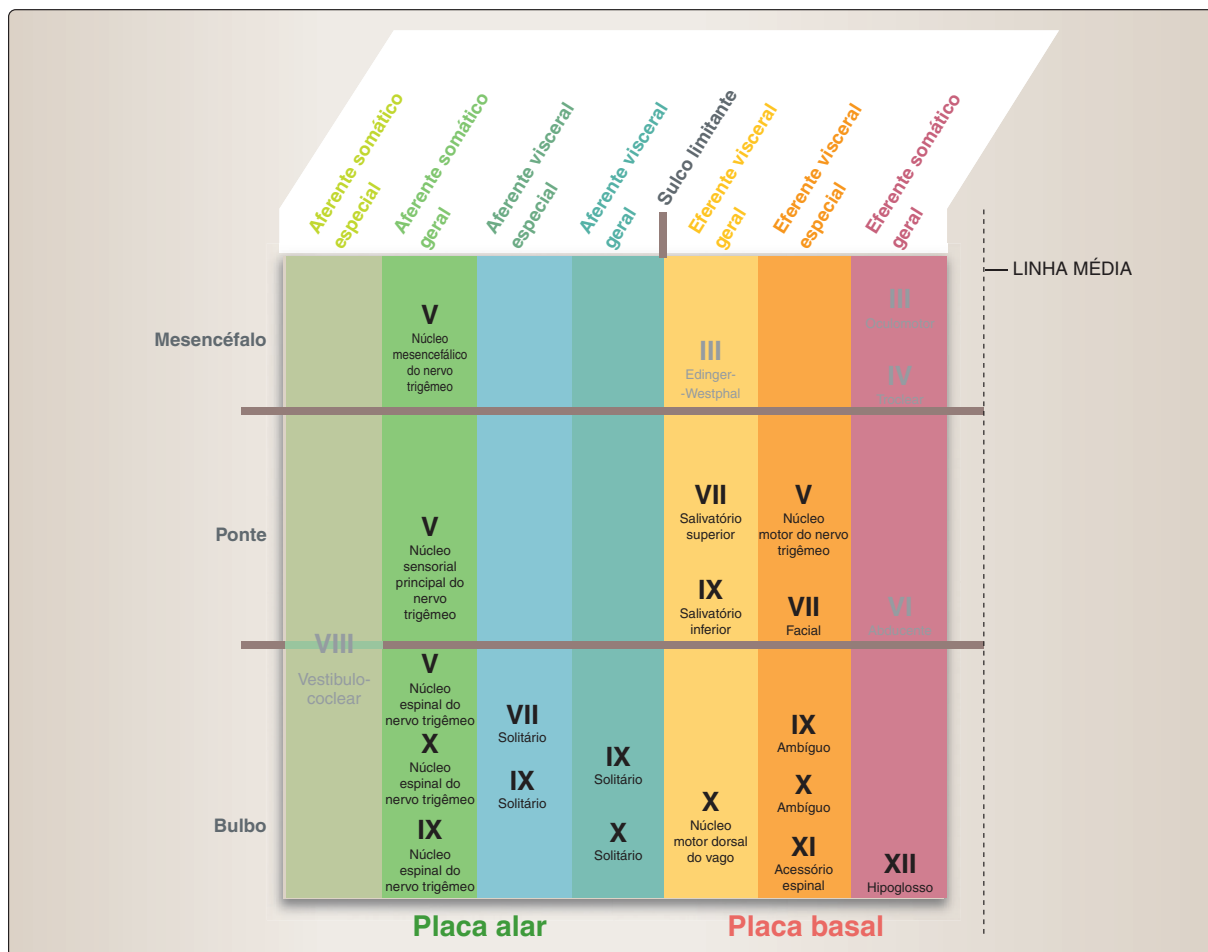 Aferente somático
especial
Aferente somático
geral
Aferente visceral
especial
Aferente visceral
geral
Sulco limitante
Eferente visceral
geral
Eferente visceral
especial
Eferente somático
geral
LINHA MÉDIA
Mesencéfalo
V
Núcleo
mesencefálico
do nervo
trigêmeo
III
Edinger-
-Westphal
III
IV
Ponte
V
Núcleo
sensorial
principal do
nervo
trigêmeo
VII
Salivatório
superior
IX
Salivatório
inferior
V
Núcleo
motor do nervo
trigêmeo
VII
Facial
VI
VIII
Vestibulo-
coclear
Bulbo
V
Núcleo
espinal do
nervo trigêmeo
X
Núcleo
espinal do
nervo trigêmeo
IX
Núcleo
espinal do
nervo trigêmeo
VII
Solitário
IX
Solitário
IX
Solitário
X
Solitário
X
Núcleo
motor dorsal
do vago
IX
Ambíguo
X
Ambíguo
XI
Acessório
espinal
XII
Hipoglosso
Placa alar
Placa basal